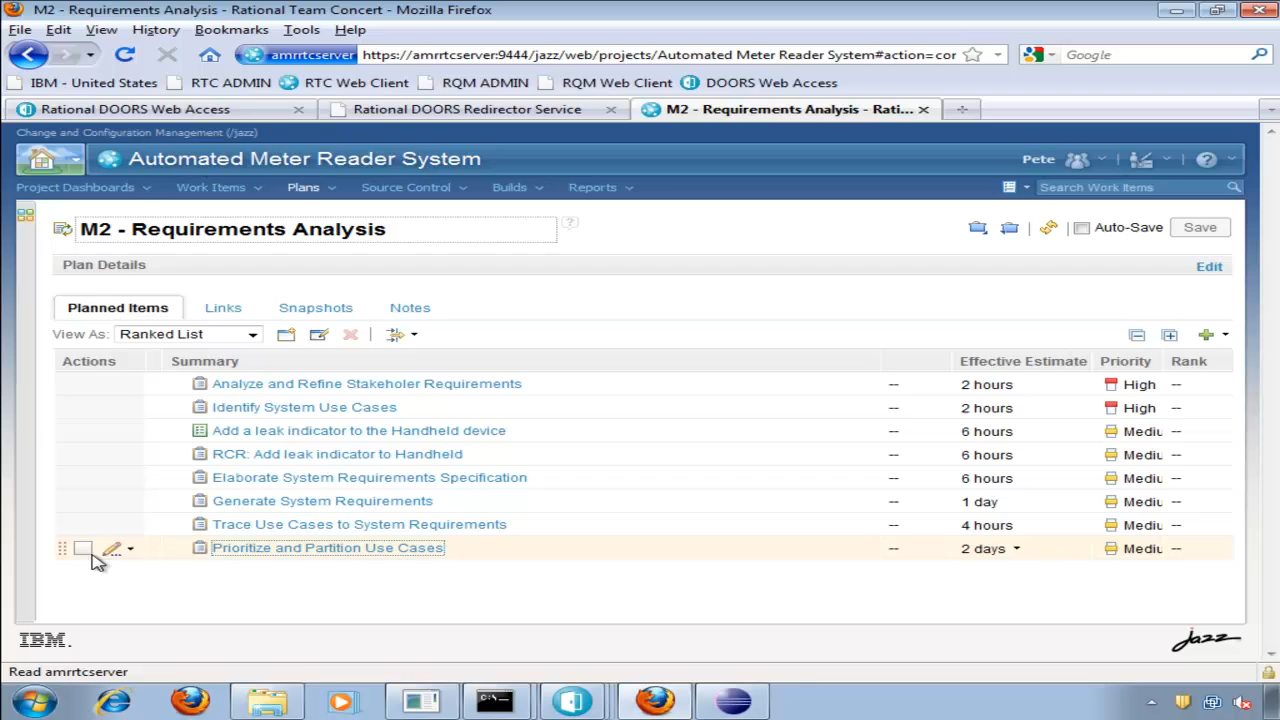 M2 - Requirements Analysis - Rational Team Concert - Mozilla Firefox
File Edit View History Bookmarks Tools Help
amrrtcserver https://amrrtcserver:9444/jazz/web/projects/Automated Meter Reader System#action=cor Google
IBM - United States RTC ADMIN RTC Web Client RQM ADMIN RQM Web Client DOORS Web Access
Rational DOORS Web Access Rational DOORS Redirector Service M2 - Requirements Analysis - Rati...
Change and Configuration Management (/jazz)
Automated Meter Reader System Pete
Project Dashboards Work Items Plans Source Control Builds Reports Search Work Items
M2 - Requirements Analysis Auto-Save Save
Plan Details Edit
Planned Items Links Snapshots Notes
View As: Ranked List
Actions Summary Effective Estimate Priority Rank
Analyze and Refine Stakeholer Requirements -- 2 hours High --
Identify System Use Cases -- 2 hours High --
Add a leak indicator to the Handheld device -- 6 hours Mediu --
RCR: Add leak indicator to Handheld -- 6 hours Mediu --
Elaborate System Requirements Specification -- 6 hours Mediu --
Generate System Requirements -- 1 day Mediu --
Trace Use Cases to System Requirements -- 4 hours Mediu --
Prioritize and Partition Use Cases -- 2 days Mediu --
IBM. jazz
Read amrrtcserver